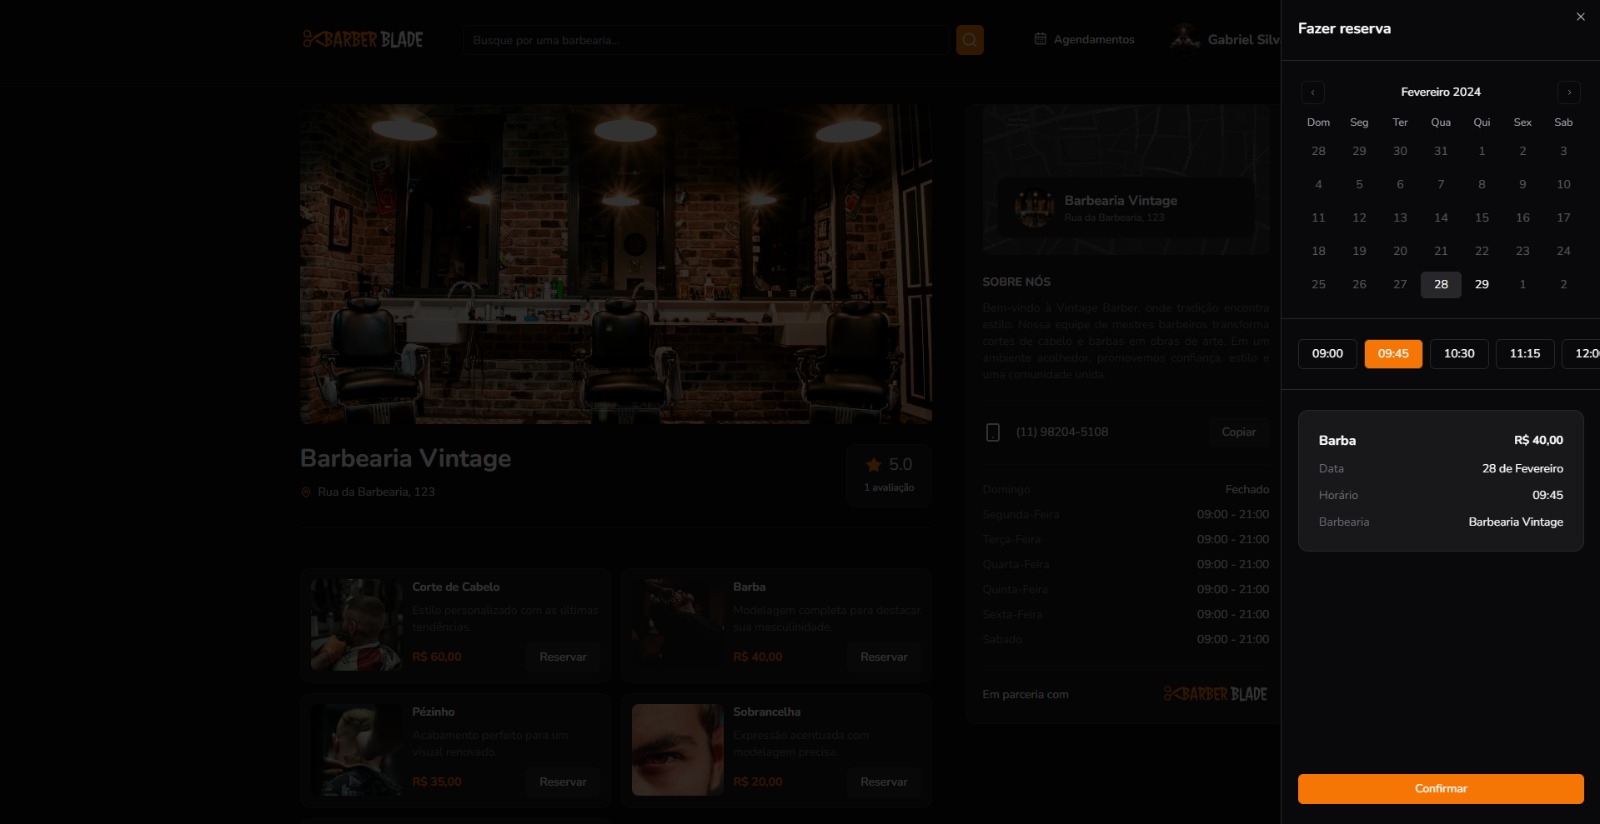 BARBER BLADE
Busque por uma barbearia...
Agendamentos
Gabriel Silv
Barbearia Vintage
Rua da Barbearia, 123
SOBRE NÓS
Bem-vindo à Vintage Barber, onde tradição encontra
estilo. Nossa equipe de mestres barbeiros transforma
cortes de cabelo e barbas em obras de arte. Em um
ambiente acolhedor, promovemos confiança, estilo e
uma comunidade unida.
(11) 98204-5108
Copiar
Domingo Fechado
Segunda-Feira 09:00 - 21:00
Terça-Feira 09:00 - 21:00
Quarta-Feira 09:00 - 21:00
Quinta-Feira 09:00 - 21:00
Sexta-Feira 09:00 - 21:00
Sabado 09:00 - 21:00
Em parceria com BARBER BLADE
Barbearia Vintage
Rua da Barbearia, 123
5.0
1 avaliação
Corte de Cabelo
Estilo personalizado com as últimas
tendências.
R$ 60,00 Reservar
Barba
Modelagem completa para destacar
sua masculinidade.
R$ 40,00 Reservar
Pézinho
Acabamento perfeito para um
visual renovado.
R$ 35,00 Reservar
Sobrancelha
Expressão acentuada com
modelagem precisa.
R$ 20,00 Reservar
Fazer reserva
Fevereiro 2024
Dom Seg Ter Qua Qui Sex Sab
28 29 30 31 1 2 3
4 5 6 7 8 9 10
11 12 13 14 15 16 17
18 19 20 21 22 23 24
25 26 27 28 29 1 2
09:00 09:45 10:30 11:15 12:0
Barba R$ 40,00
Data 28 de Fevereiro
Horário 09:45
Barbearia Barbearia Vintage
Confirmar